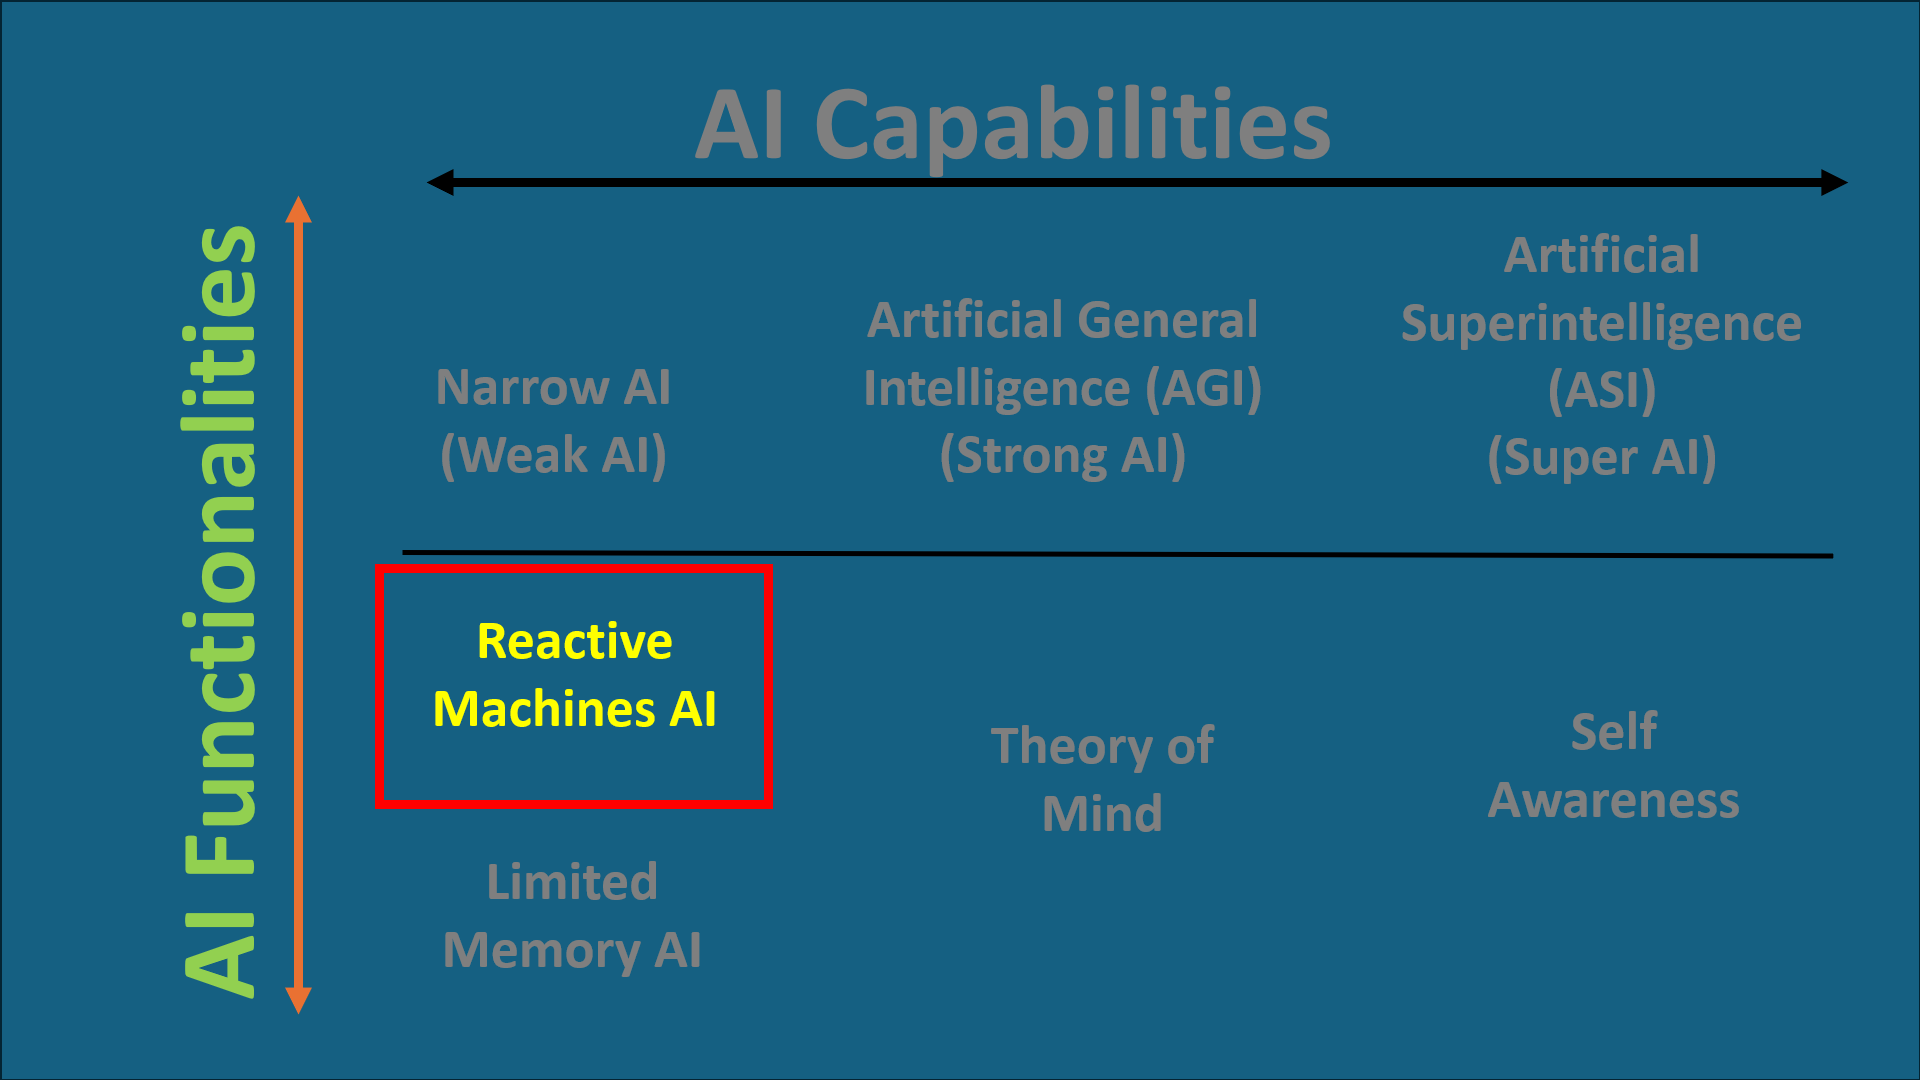 AI Capabilities
AI Functionalities
Narrow AI
(Weak AI)
Artificial General
Intelligence (AGI)
(Strong AI)
Artificial
Superintelligence
(ASI)
(Super AI)
Reactive
Machines AI
Limited
Memory AI
Theory of
Mind
Self
Awareness